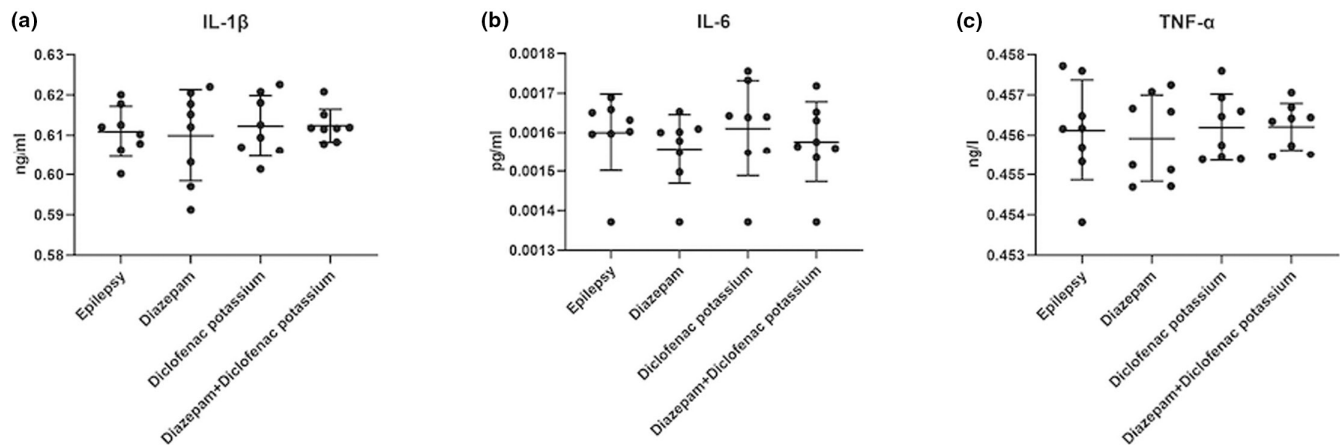 (a)
IL-1β
ng/ml
0.63
0.62
0.61
0.60
0.59
0.58
Epilepsy
Diazepam
Diclofenac potassium
Diazepam+Diclofenac potassium
(b)
IL-6
pg/ml
0.0018
0.0017
0.0016
0.0015
0.0014
0.0013
Epilepsy
Diazepam
Diclofenac potassium
Diazepam+Diclofenac potassium
(c)
TNF-α
ng/l
0.458
0.457
0.456
0.455
0.454
0.453
Epilepsy
Diazepam
Diclofenac potassium
Diazepam+Diclofenac potassium